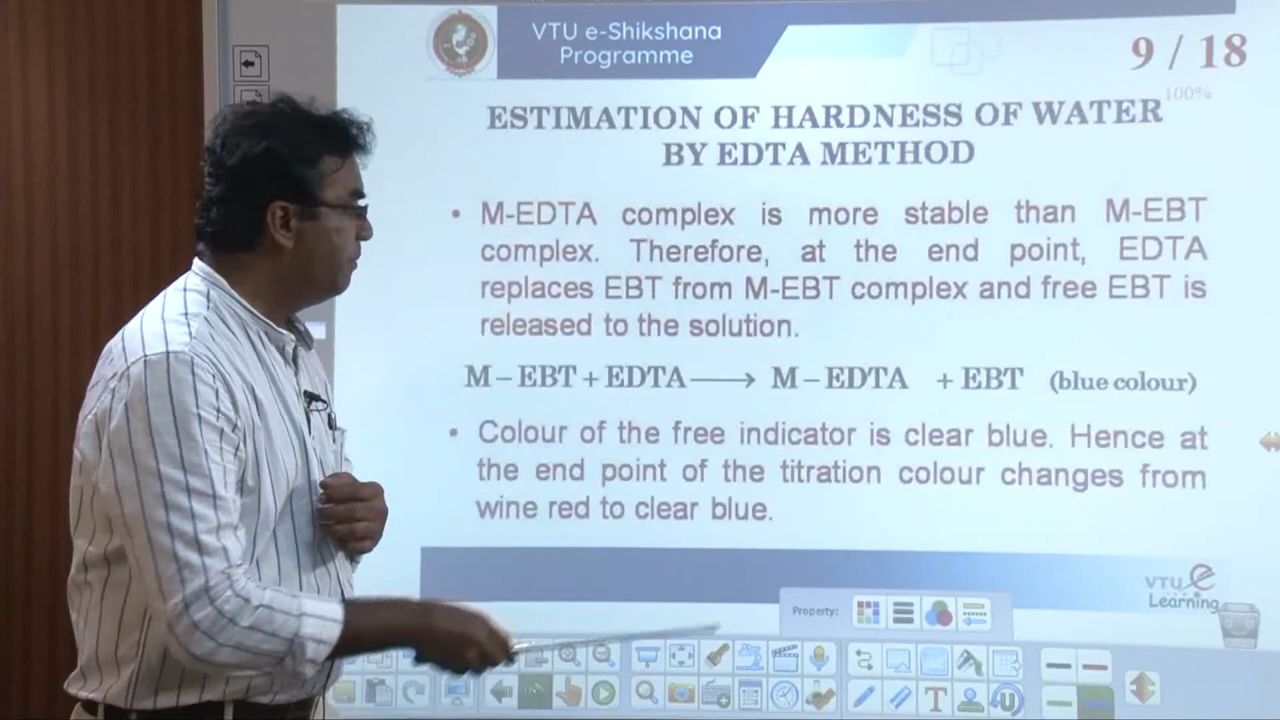 VTU e-Shikshana
Programme
9 / 18
100%
ESTIMATION OF HARDNESS OF WATER
BY EDTA METHOD
• M-EDTA complex is more stable than M-EBT
complex. Therefore, at the end point, EDTA
replaces EBT from M-EBT complex and free EBT is
released to the solution.
M – EBT + EDTA ⟶ M – EDTA + EBT (blue colour)
• Colour of the free indicator is clear blue. Hence at
the end point of the titration colour changes from
wine red to clear blue.
VTU e
Learning
Property:
T